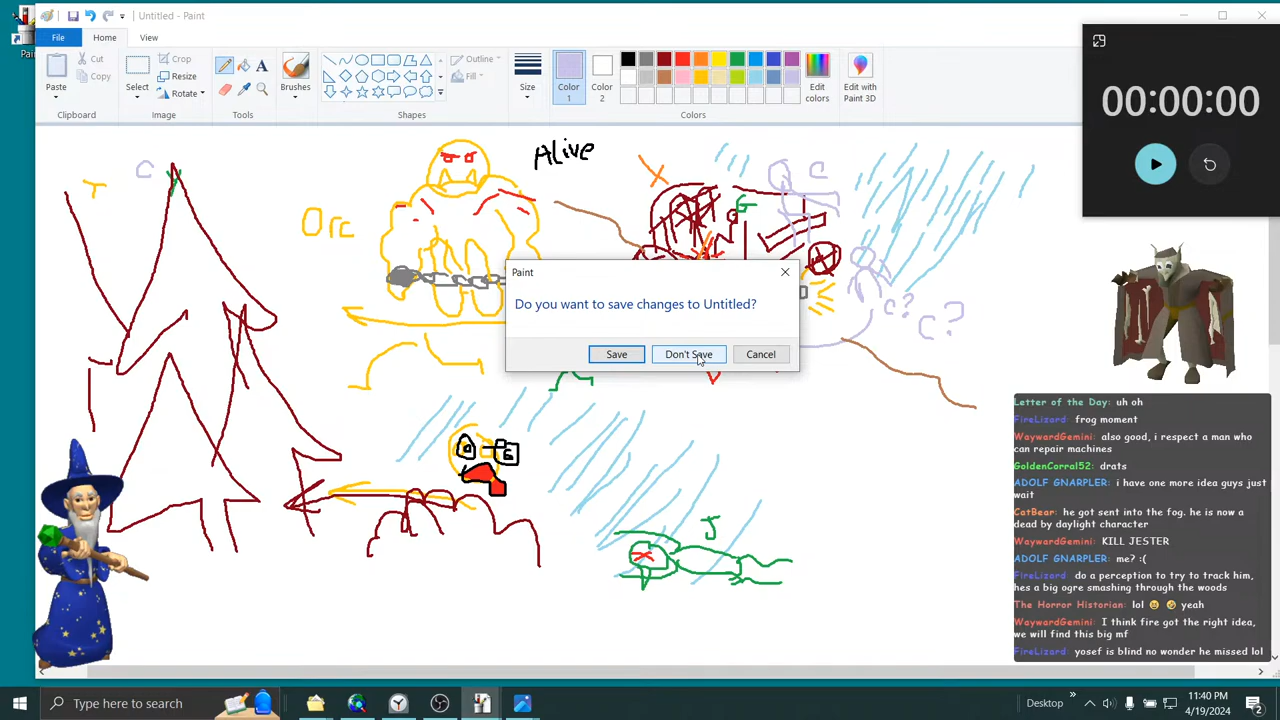 Untitled - Paint
File
Home
View
Paste
Cut
Copy
Clipboard
Select
Crop
Resize
Rotate
Image
Tools
Brushes
Shapes
Outline
Fill
Size
Color 1
Color 2
Edit colors
Edit with Paint 3D
Colors
00:00:00
Alive
T
C
Orc
X
G
C
C?
C?
J
Paint
Do you want to save changes to Untitled?
Save
Don't Save
Cancel
Letter of the Day: uh oh
FireLizard: frog moment
WaywardGemini: also good, i respect a man who
can repair machines
GoldenCorral52: drats
ADOLF GNARPLER: i have one more idea guys just
wait
CatBear: he got sent into the fog. he is now a
dead by daylight character
WaywardGemini: KILL JESTER
ADOLF GNARPLER: me? :(
FireLizard: do a perception to try to track him,
hes a big ogre smashing through the woods
The Horror Historian: lol 😃 🤣 yeah
WaywardGemini: I think fire got the right idea,
we will find this big mf
FireLizard: yosef is blind no wonder he missed lol
Type here to search
Desktop
11:40 PM
4/19/2024
2